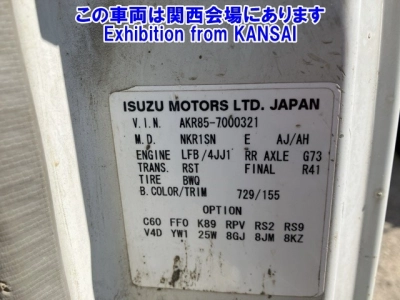 この車両は関西会場にあります
Exhibition from KANSAI
ISUZU MOTORS LTD. JAPAN
V.I.N. AKR85-7000321
M.D. NKR1SN E AJ/AH
ENGINE LFB/4JJ1 RR AXLE G73
TRANS. RST FINAL R41
TIRE BWQ
B.COLOR/TRIM 729/155
OPTION
C60 FF0 K89 RPV RS2 RS9
V4D YW1 25W 8GJ 8JM 8KZ